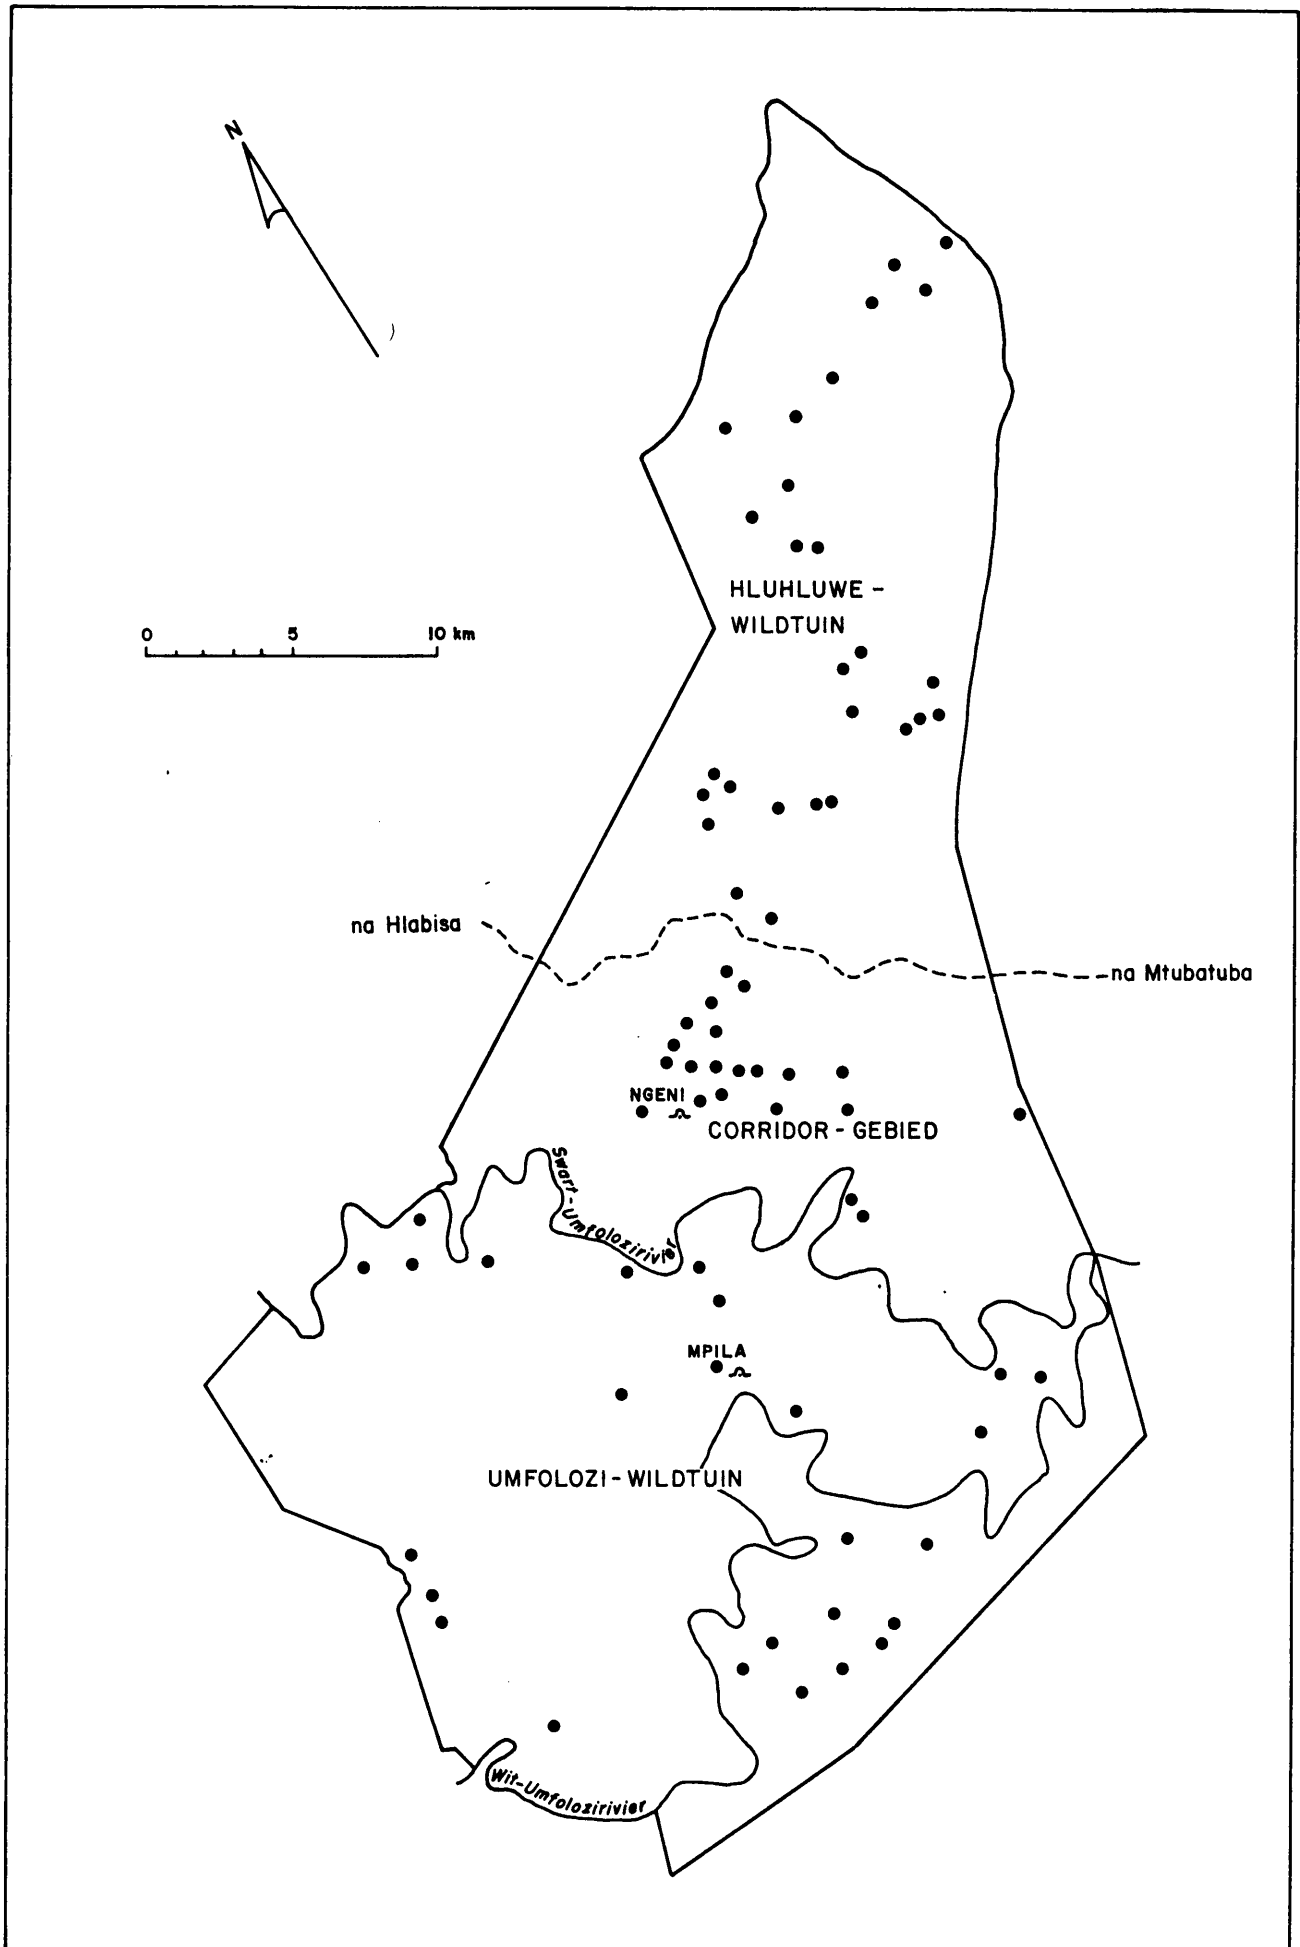 N
HLUHLUWE -
WILDTUIN
0 5 10 km
na Hlabisa
na Mtubatuba
NGENI
CORRIDOR - GEBIED
Swart - Umfolozirivier
MPILA
UMFOLOZI - WILDTUIN
Wit-Umfolozirivier